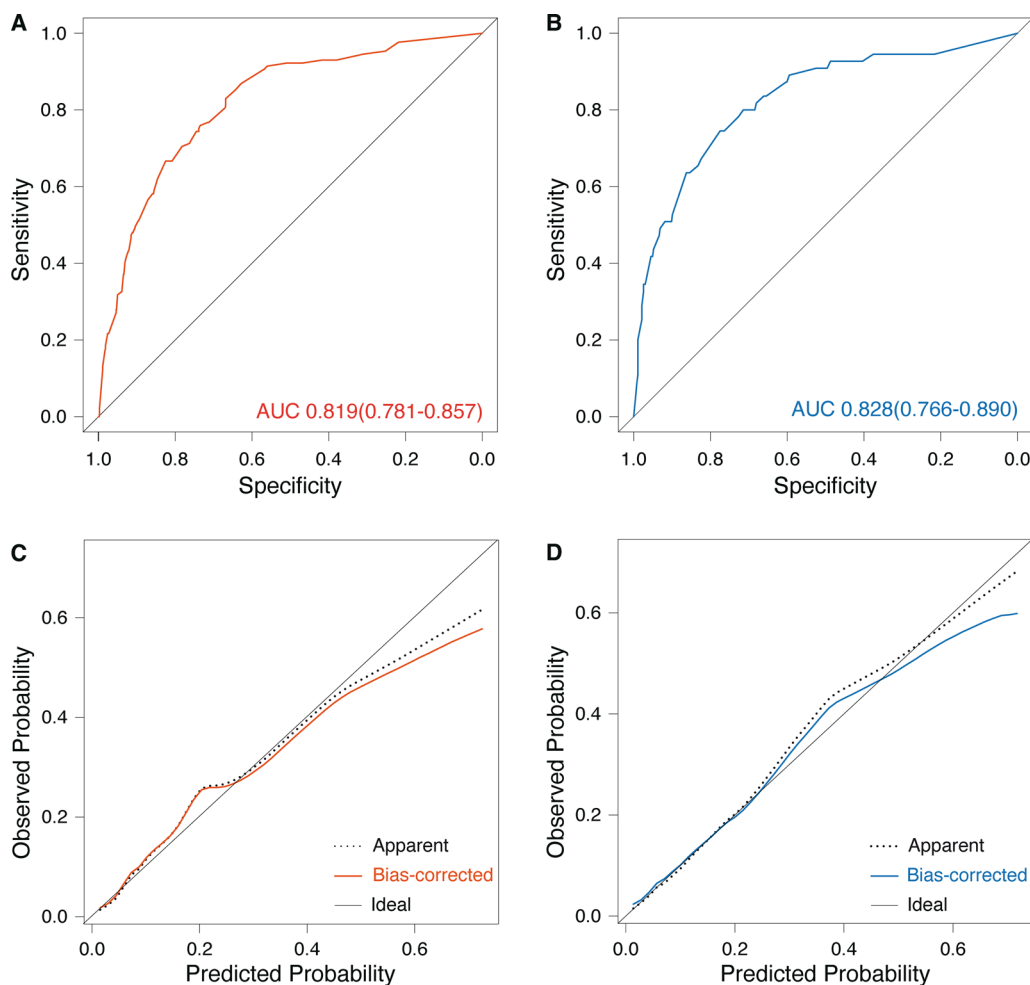 A
1.0
0.8
0.6
0.4
0.2
0.0
Sensitivity
AUC 0.819(0.781-0.857)
1.0 0.8 0.6 0.4 0.2 0.0
Specificity
B
1.0
0.8
0.6
0.4
0.2
0.0
Sensitivity
AUC 0.828(0.766-0.890)
1.0 0.8 0.6 0.4 0.2 0.0
Specificity
C
0.6
0.4
0.2
0.0
Observed Probability
Apparent
Bias-corrected
Ideal
0.0 0.2 0.4 0.6
Predicted Probability
D
0.6
0.4
0.2
0.0
Observed Probability
Apparent
Bias-corrected
Ideal
0.0 0.2 0.4 0.6
Predicted Probability